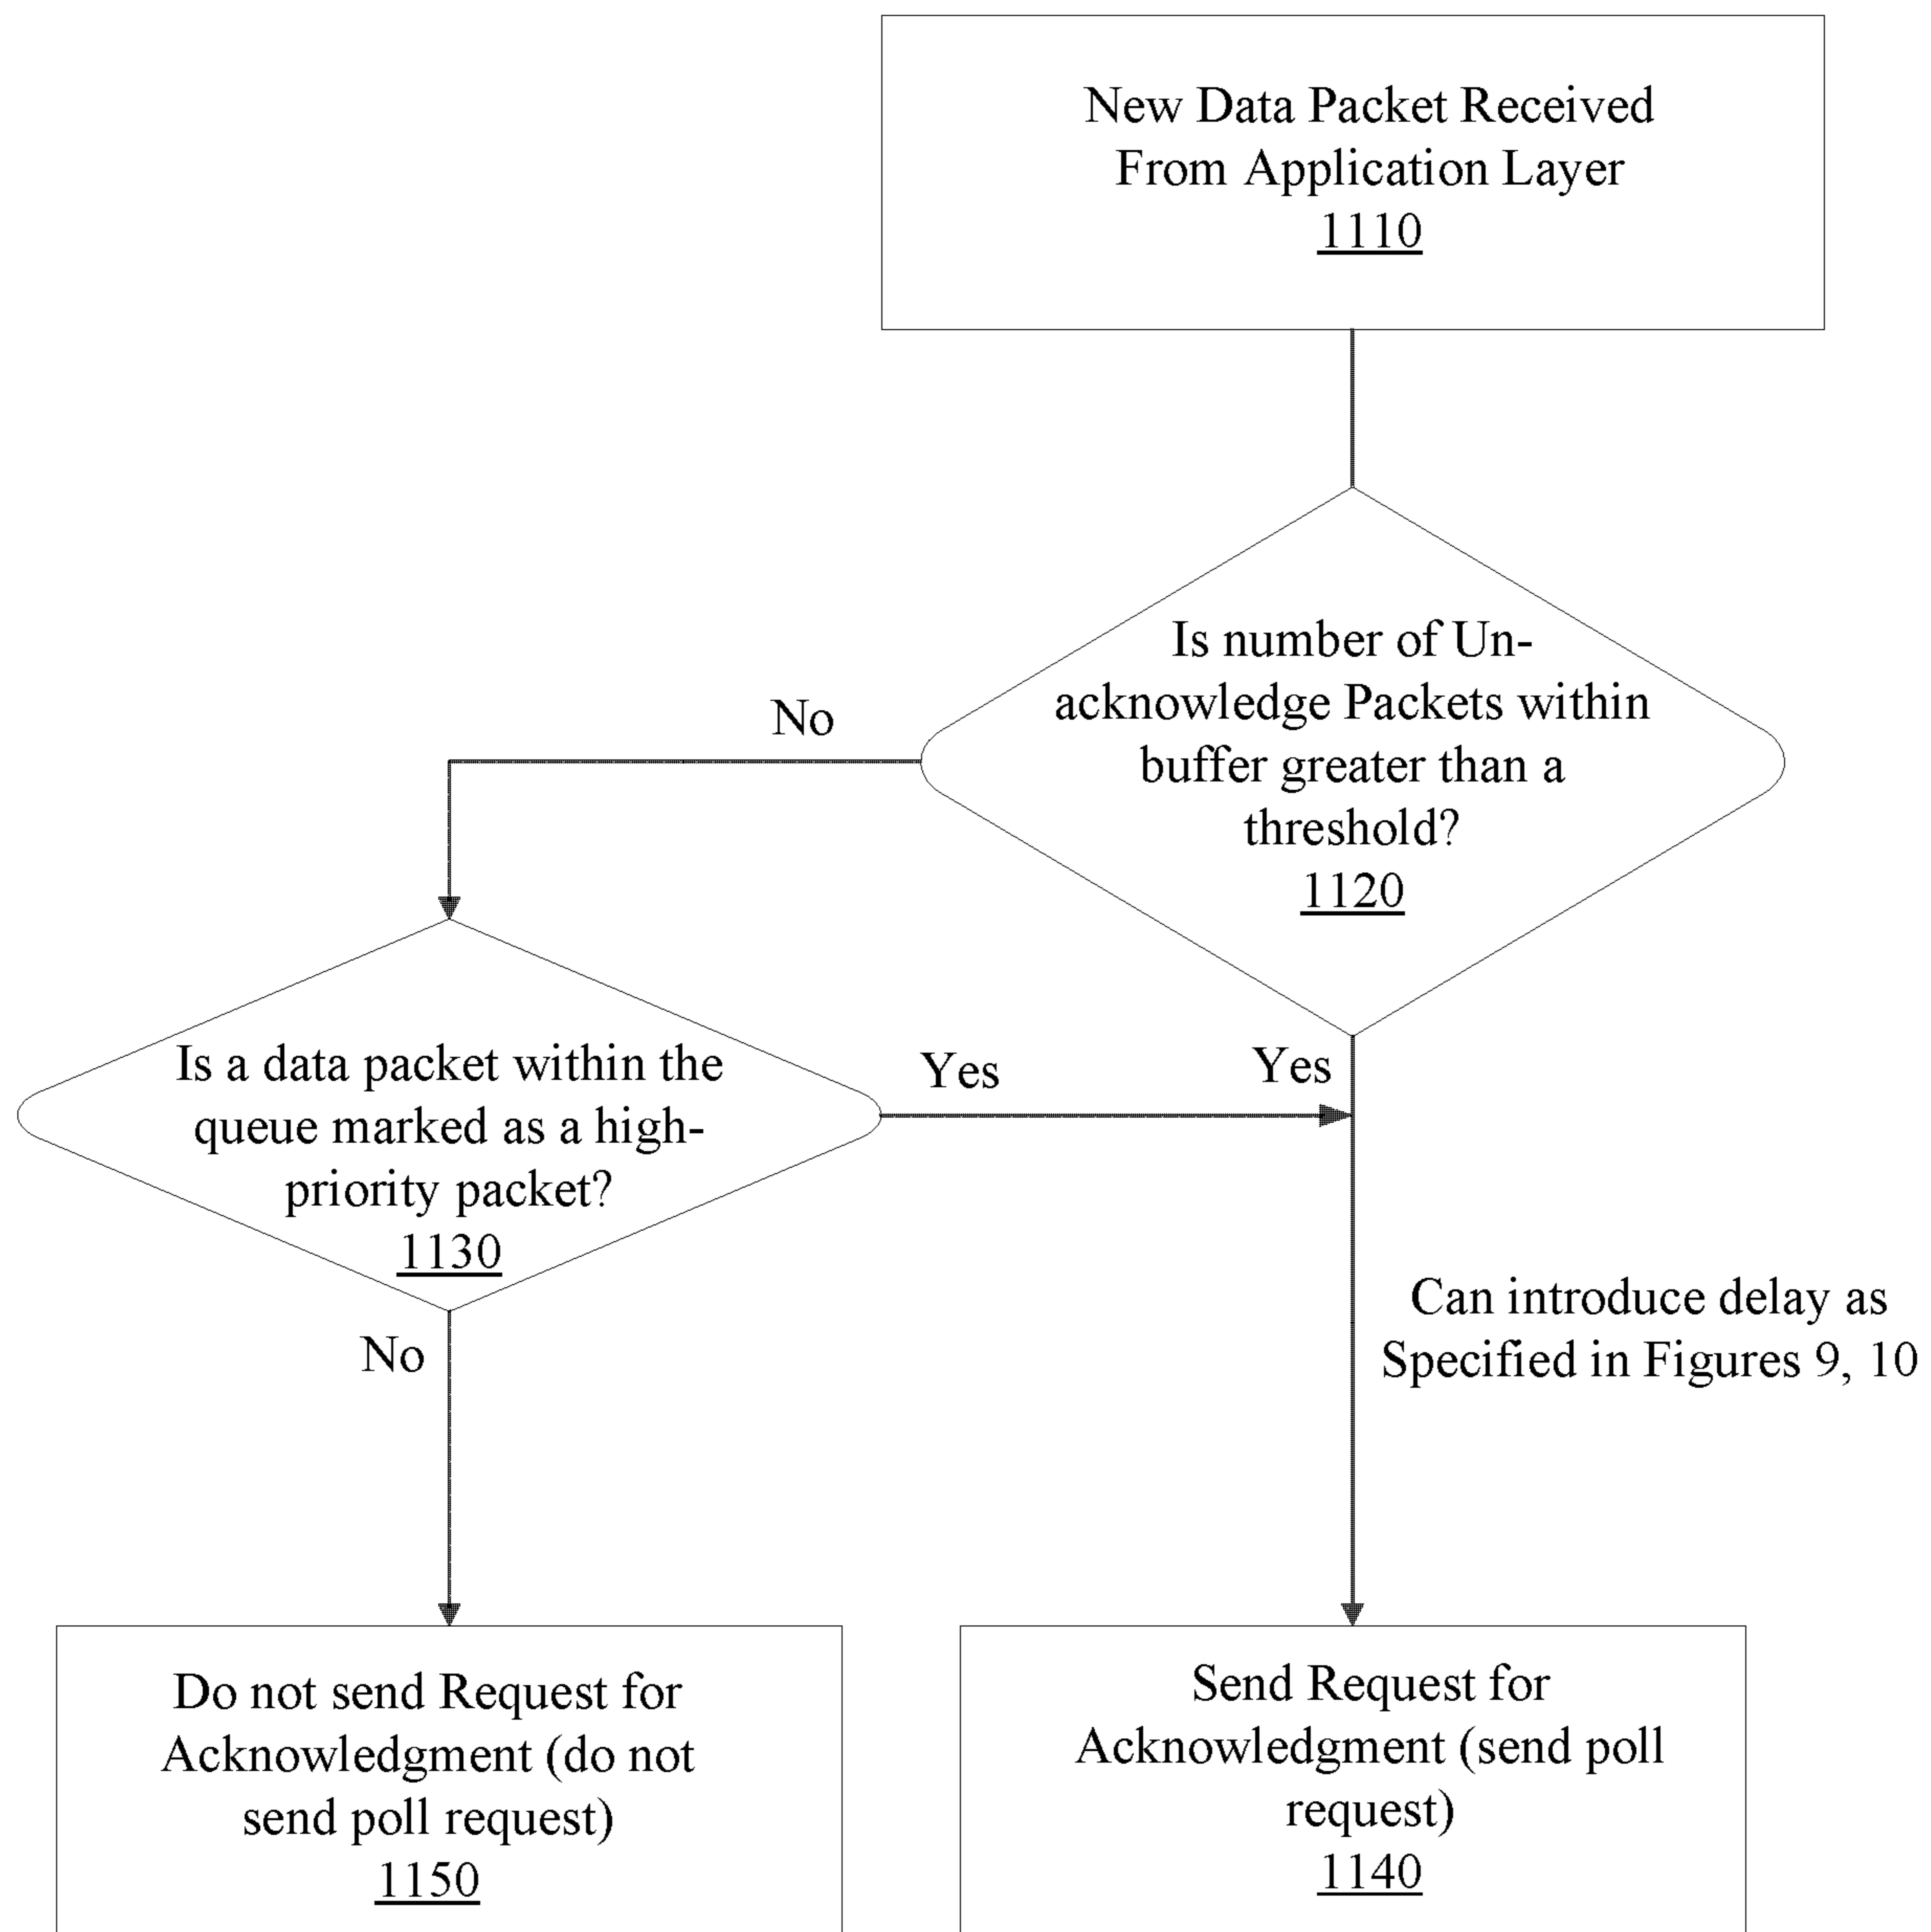 New Data Packet Received
From Application Layer
1110
Is number of Un-
acknowledge Packets within
buffer greater than a
threshold?
1120
No
Is a data packet within the
queue marked as a high-
priority packet?
1130
Yes
Yes
No
Can introduce delay as
Specified in Figures 9, 10
Do not send Request for
Acknowledgment (do not
send poll request)
1150
Send Request for
Acknowledgment (send poll
request)
1140